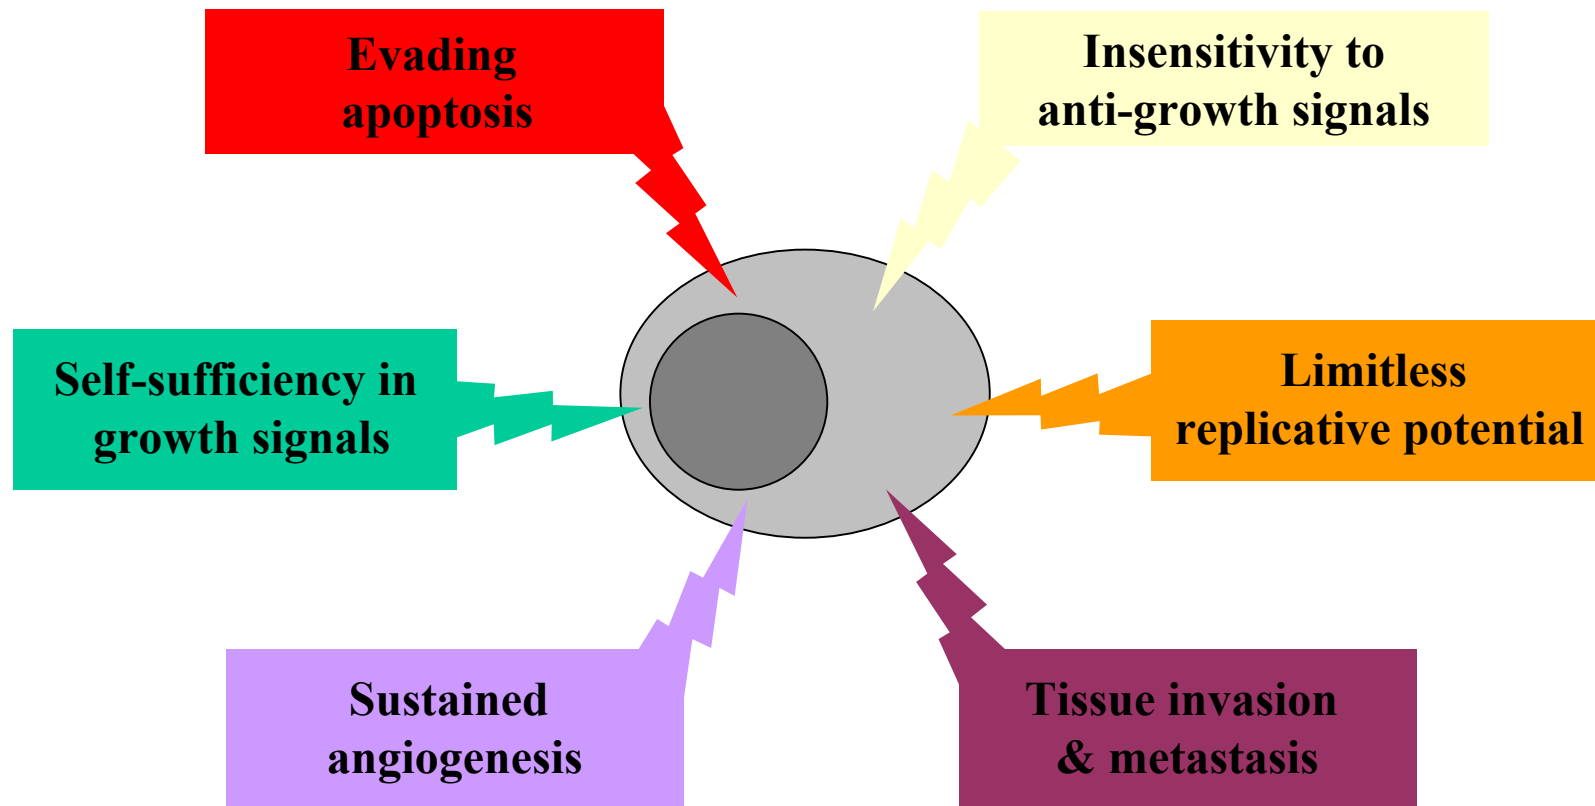 Evading
apoptosis
Insensitivity to
anti-growth signals
Self-sufficiency in
growth signals
Limitless
replicative potential
Sustained
angiogenesis
Tissue invasion
& metastasis